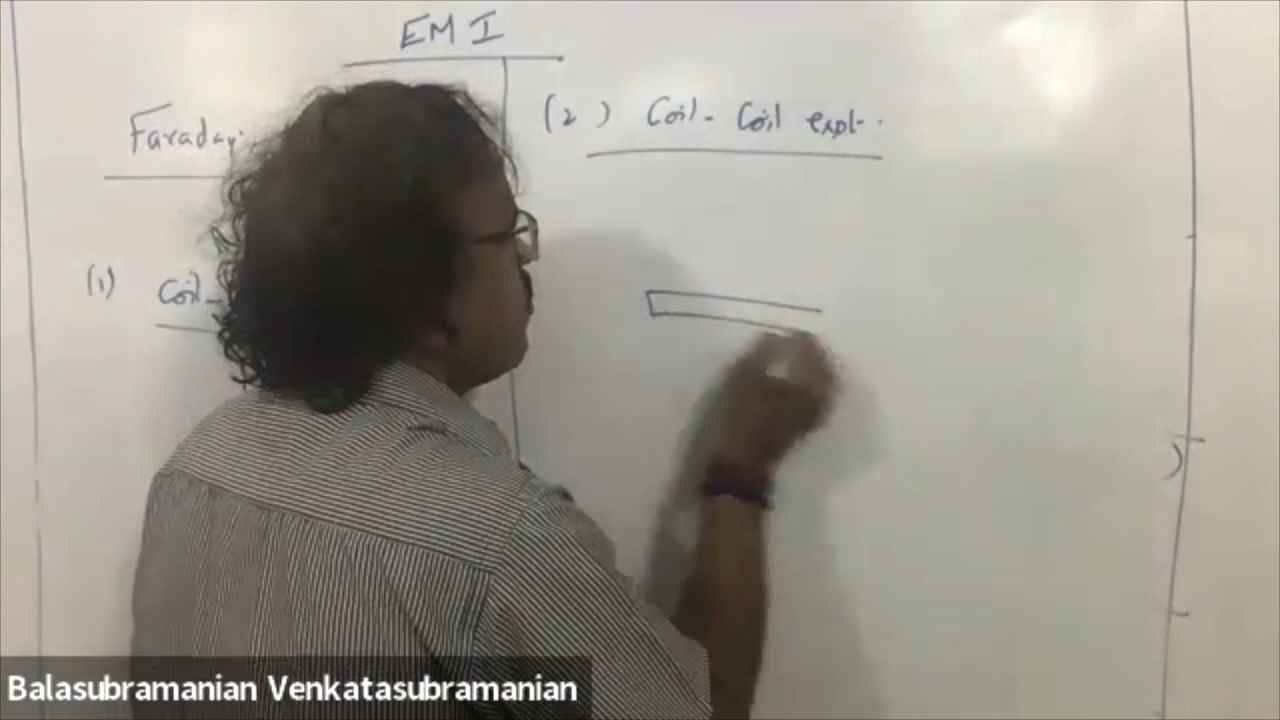 EMI
Faraday
(1) Coil-
(2) Coil- Coil expt.
Balasubramanian Venkatasubramanian